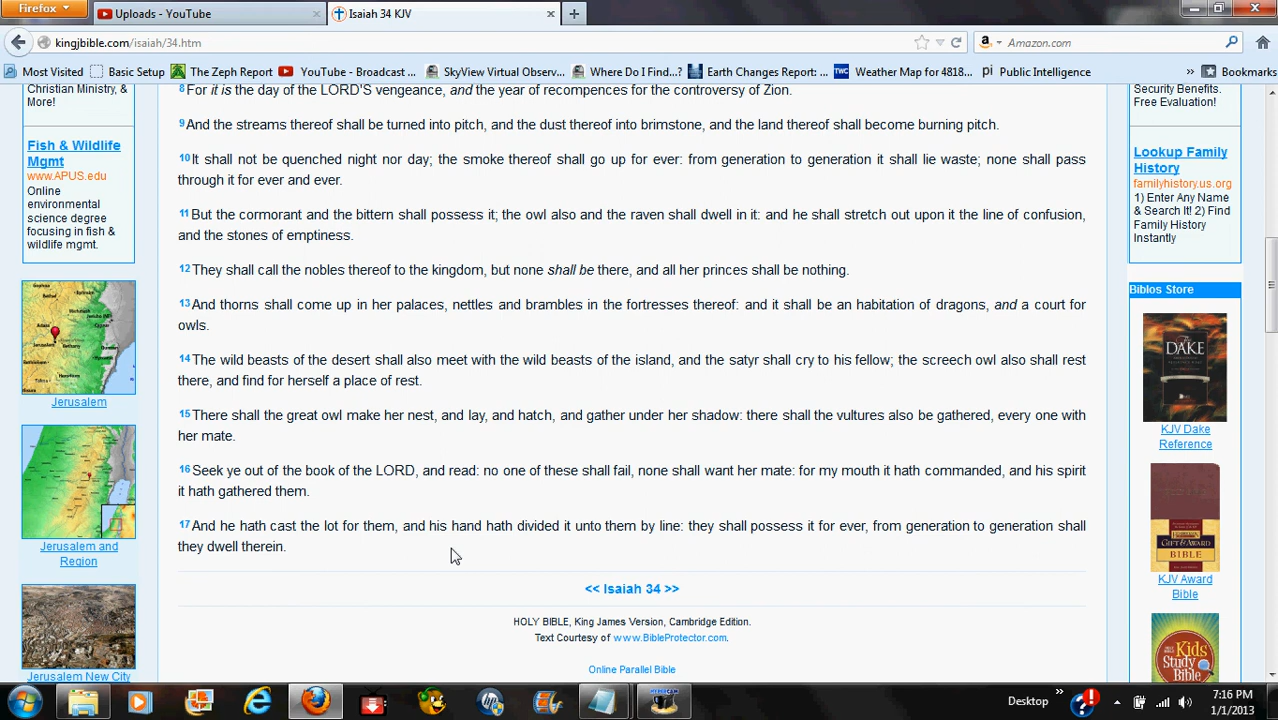 Firefox
Uploads - YouTube
Isaiah 34 KJV
kingjbible.com/isaiah/34.htm
Amazon.com
Most Visited
Basic Setup
The Zeph Report
YouTube - Broadcast ...
SkyView Virtual Observ...
Where Do I Find...?
Earth Changes Report: ...
Weather Map for 4818...
Public Intelligence
Bookmarks
Christian Ministry, &
More!
Fish & Wildlife
Mgmt
www.APUS.edu
Online
environmental
science degree
focusing in fish &
wildlife mgmt.
Jerusalem
Jerusalem and
Region
Jerusalem New City
8 For it is the day of the LORD'S vengeance, and the year of recompences for the controversy of Zion.
9 And the streams thereof shall be turned into pitch, and the dust thereof into brimstone, and the land thereof shall become burning pitch.
10 It shall not be quenched night nor day; the smoke thereof shall go up for ever: from generation to generation it shall lie waste; none shall pass
through it for ever and ever.
11 But the cormorant and the bittern shall possess it; the owl also and the raven shall dwell in it: and he shall stretch out upon it the line of confusion,
and the stones of emptiness.
12 They shall call the nobles thereof to the kingdom, but none shall be there, and all her princes shall be nothing.
13 And thorns shall come up in her palaces, nettles and brambles in the fortresses thereof: and it shall be an habitation of dragons, and a court for
owls.
14 The wild beasts of the desert shall also meet with the wild beasts of the island, and the satyr shall cry to his fellow; the screech owl also shall rest
there, and find for herself a place of rest.
15 There shall the great owl make her nest, and lay, and hatch, and gather under her shadow: there shall the vultures also be gathered, every one with
her mate.
16 Seek ye out of the book of the LORD, and read: no one of these shall fail, none shall want her mate: for my mouth it hath commanded, and his spirit
it hath gathered them.
17 And he hath cast the lot for them, and his hand hath divided it unto them by line: they shall possess it for ever, from generation to generation shall
they dwell therein.
<< Isaiah 34 >>
HOLY BIBLE, King James Version, Cambridge Edition.
Text Courtesy of www.BibleProtector.com.
Online Parallel Bible
Security Benefits.
Free Evaluation!
Lookup Family
History
familyhistory.us.org
1) Enter Any Name
& Search It! 2) Find
Your Family History
Instantly
Biblos Store
THE
DAKE
KJV Dake
Reference
GIFT & AWARD
BIBLE
KJV Award
Bible
Kids
Study
Bible
Desktop
7:16 PM
1/1/2013